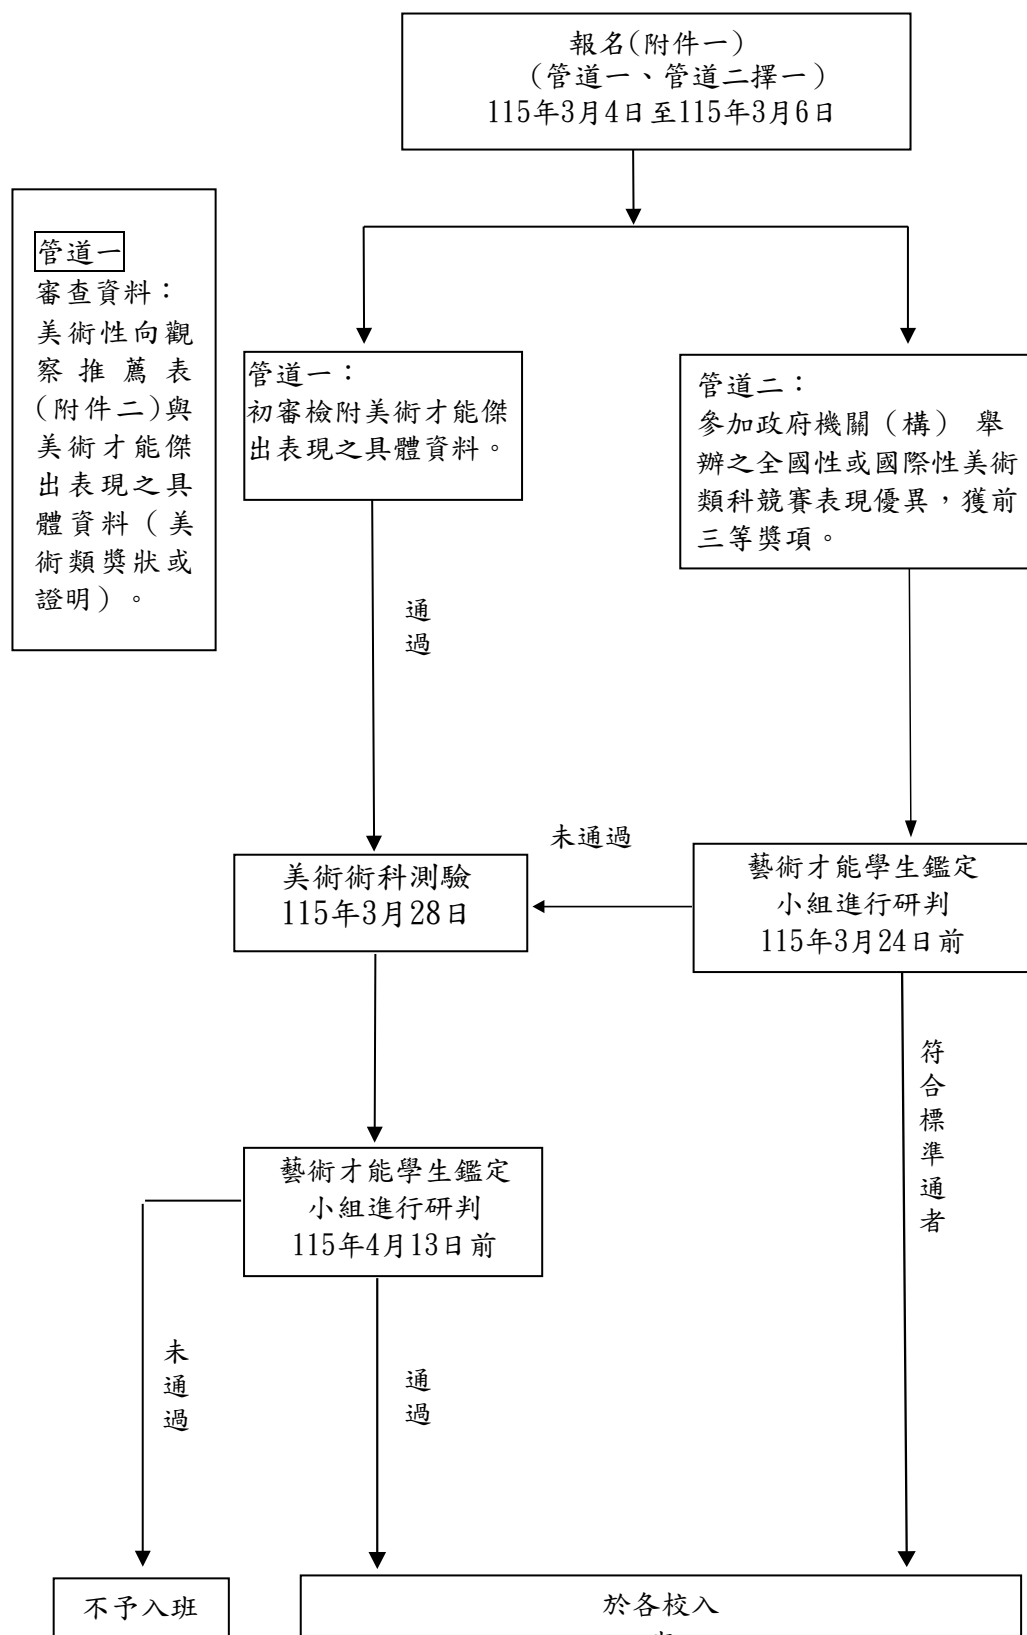 報名(附件一)
(管道一、管道二擇一)
115年3月4日至115年3月6日
管道一
審查資料：
美術性向觀
察推薦表
(附件二)與
美術才能傑
出表現之具
體資料（美
術類獎狀或
證明）。
管道一：
初審檢附美術才能傑
出表現之具體資料。
管道二：
參加政府機關（構） 舉
辦之全國性或國際性美術
類科競賽表現優異，獲前
三等獎項。
通
過
未通過
美術術科測驗
115年3月28日
藝術才能學生鑑定
小組進行研判
115年3月24日前
符
合
標
準
通
者
藝術才能學生鑑定
小組進行研判
115年4月13日前
未
通
過
通
過
不予入班
於各校入